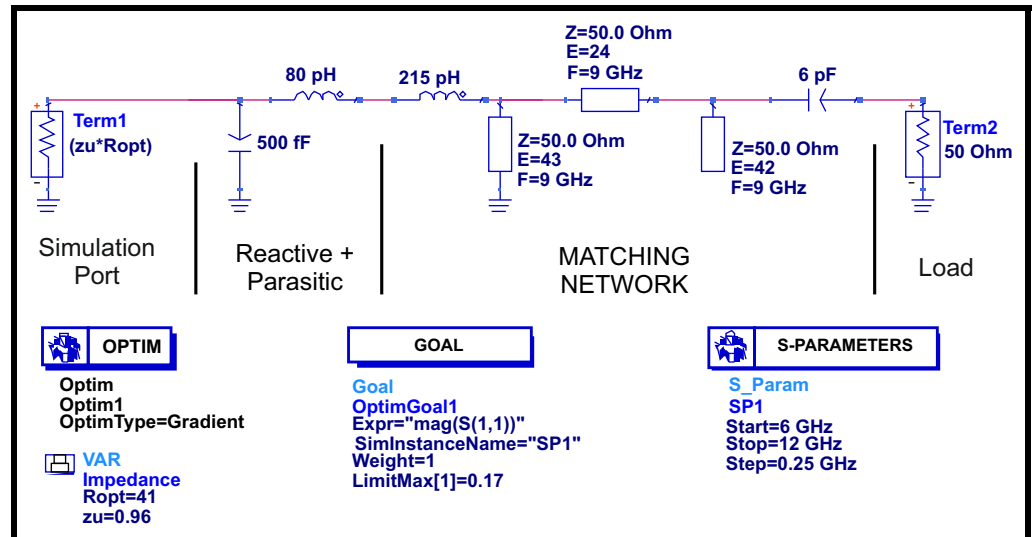 Z=50.0 Ohm
E=24
F=9 GHz
80 pH
215 pH
6 pF
+
Term1
(zu*Ropt)
-
500 fF
Z=50.0 Ohm
E=43
F=9 GHz
Z=50.0 Ohm
E=42
F=9 GHz
+
Term2
50 Ohm
-
Simulation
Port
Reactive +
Parasitic
MATCHING
NETWORK
Load
OPTIM
Optim
Optim1
OptimType=Gradient
VAR
Impedance
Ropt=41
zu=0.96
GOAL
Goal
OptimGoal1
Expr="mag(S(1,1))"
SimInstanceName="SP1"
Weight=1
LimitMax[1]=0.17
S-PARAMETERS
S_Param
SP1
Start=6 GHz
Stop=12 GHz
Step=0.25 GHz